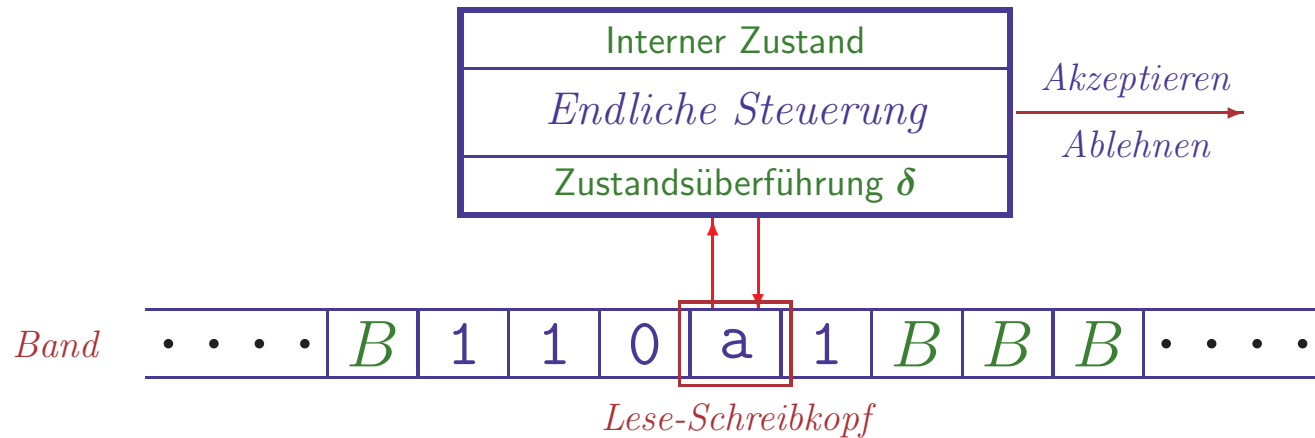 Interner Zustand
Endliche Steuerung
Zustandsüberführung δ
Akzeptieren
Ablehnen
Band . . . . B 1 1 0 a 1 B B B . . . .
Lese-Schreibkopf